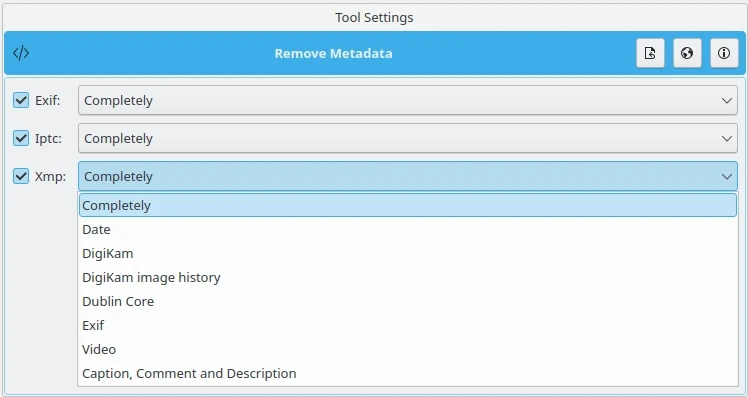 Tool Settings
</> Remove Metadata
Exif: Completely
Iptc: Completely
Xmp: Completely
Completely
Date
DigiKam
DigiKam image history
Dublin Core
Exif
Video
Caption, Comment and Description